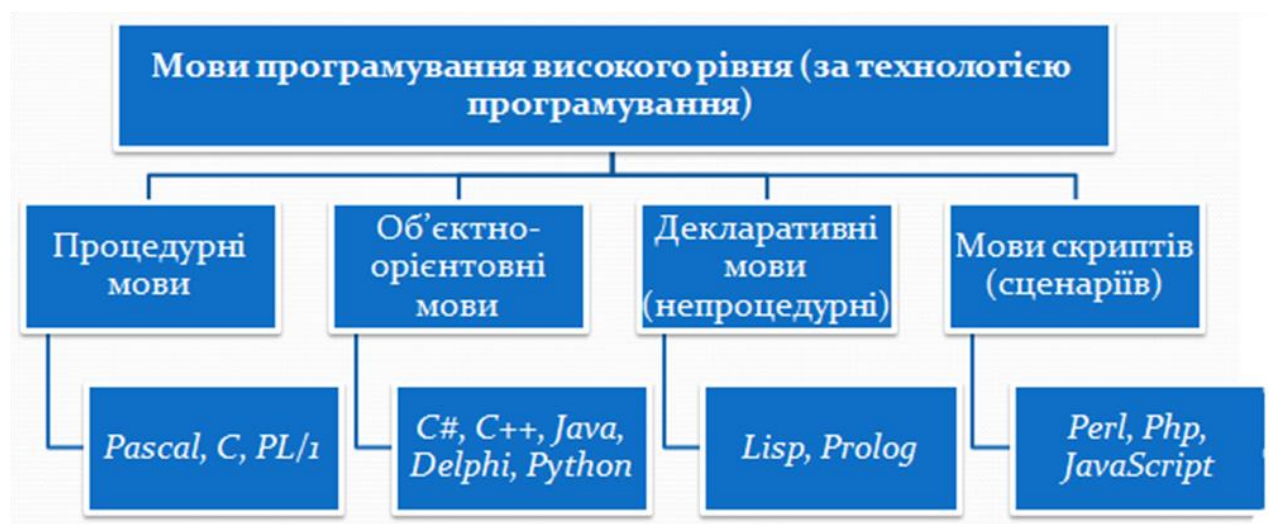 Мови програмування високого рівня (за технологією
програмування)
Процедурні
мови
Об’єктно-
орієнтовні
мови
Декларативні
мови
(непроцедурні)
Мови скриптів
(сценаріїв)
Pascal, C, PL/1
C#, C++, Java,
Delphi, Python
Lisp, Prolog
Perl, Php,
JavaScript